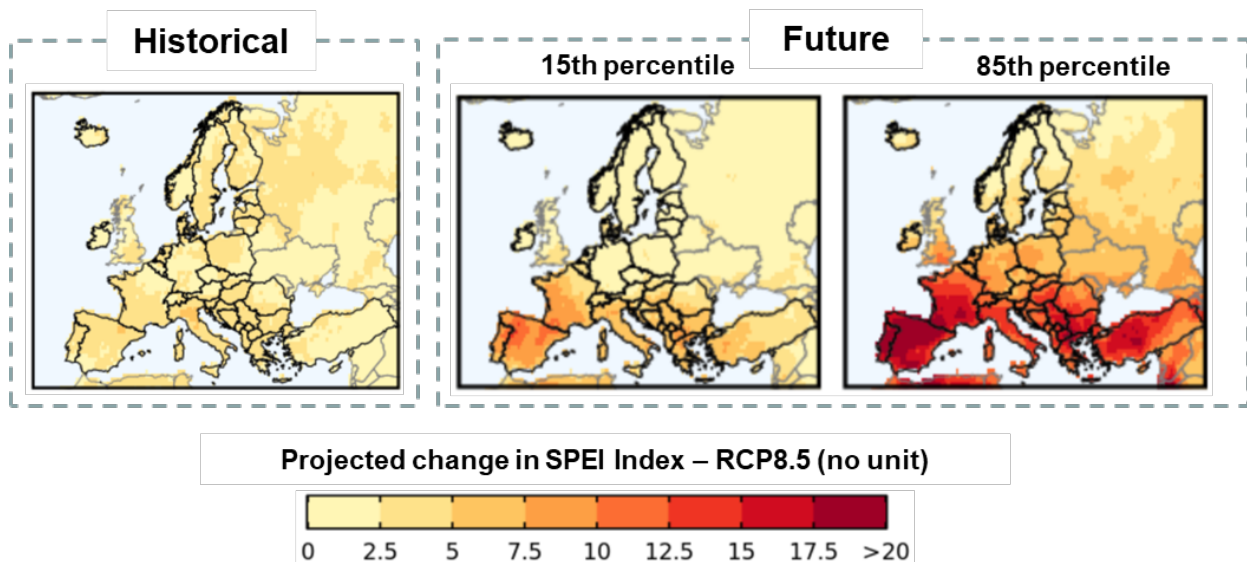 Historical
Future
15th percentile
85th percentile
Projected change in SPEI Index – RCP8.5 (no unit)
0 2.5 5 7.5 10 12.5 15 17.5 >20